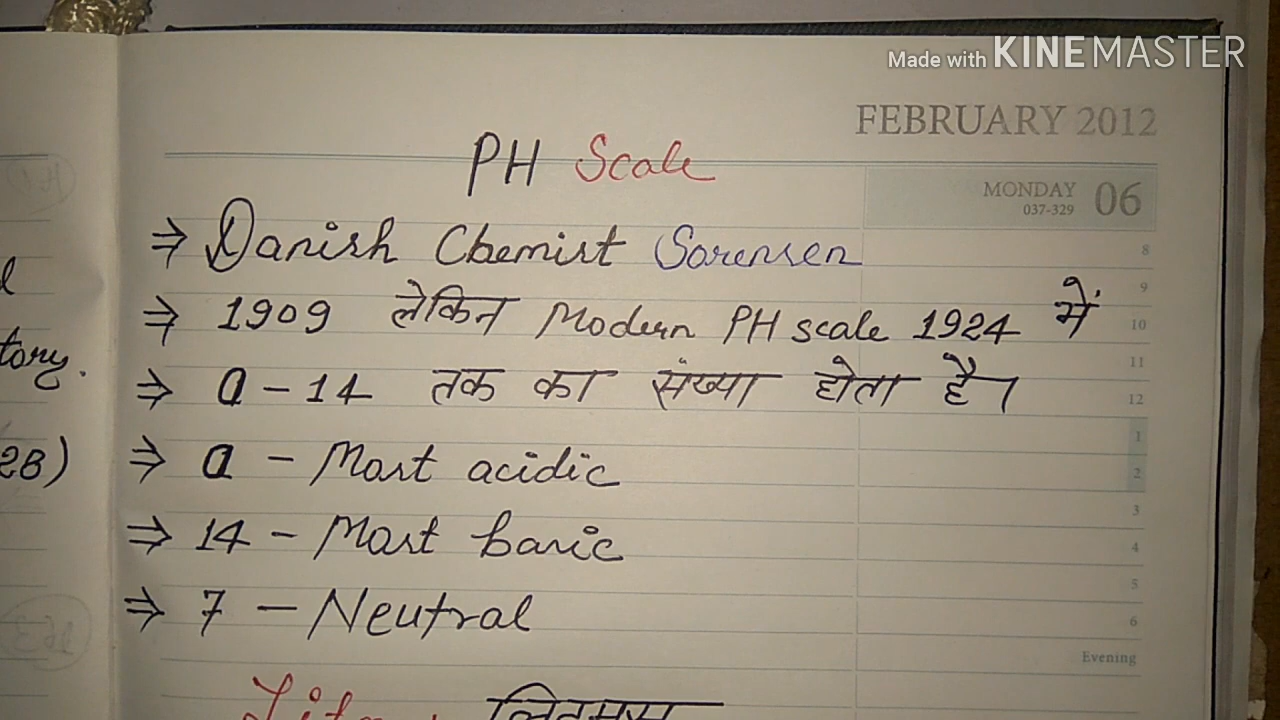 Made with KINEMASTER
FEBRUARY 2012
PH Scale
MONDAY 06
037-329
⇒ Danish Chemist Sorensen
⇒ 1909 लेकिन Modern PH scale 1924 में
⇒ 0-14 तक का संख्या होता है।
⇒ 0 - Most acidic
⇒ 14 - Most basic
⇒ 7 - Neutral
लिटमस
8
9
10
11
12
1
2
3
4
5
6
Evening
tory.
28)